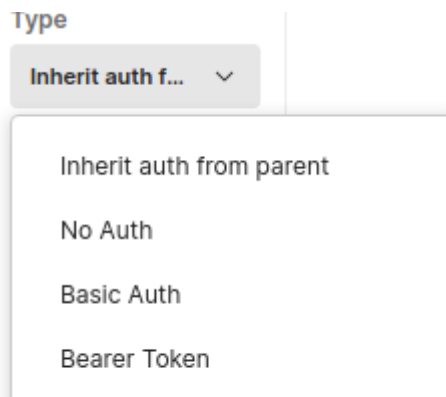 Type
Inherit auth f...
Inherit auth from parent
No Auth
Basic Auth
Bearer Token